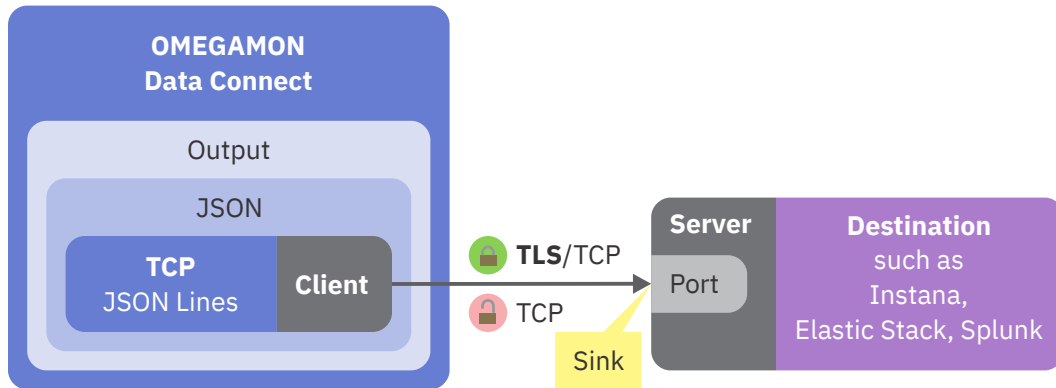 OMEGAMON
Data Connect
Output
JSON
TCP
JSON Lines
Client
TLS/TCP
TCP
Sink
Server
Port
Destination
such as
Instana,
Elastic Stack, Splunk